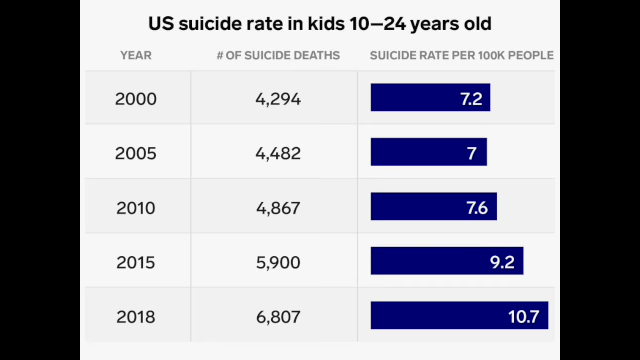 US suicide rate in kids 10–24 years old
YEAR # OF SUICIDE DEATHS SUICIDE RATE PER 100K PEOPLE
2000 4,294 7.2
2005 4,482 7
2010 4,867 7.6
2015 5,900 9.2
2018 6,807 10.7